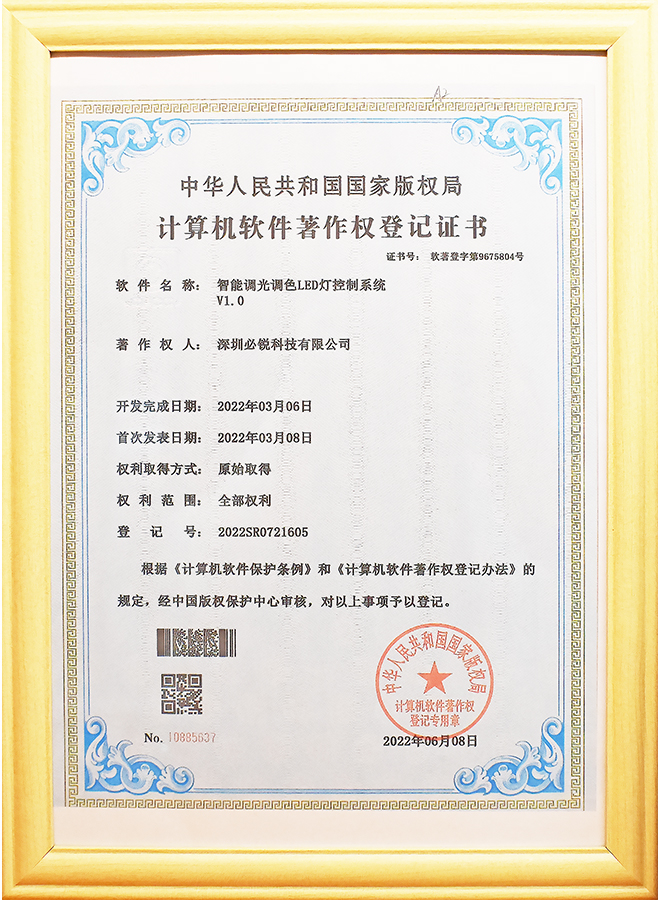 中华人民共和国国家版权局
计算机软件著作权登记证书
证书号： 软著登字第9675804号
软件名称： 智能调光调色LED灯控制系统
V1.0
著作权人： 深圳必锐科技有限公司
开发完成日期： 2022年03月06日
首次发表日期： 2022年03月08日
权利取得方式： 原始取得
权利范围： 全部权利
登记号： 2022SR0721605
根据《计算机软件保护条例》和《计算机软件著作权登记办法》的
规定，经中国版权保护中心审核，对以上事项予以登记。
中华人民共和国国家版权局
计算机软件著作权
登记专用章
No. 10885637
2022年06月08日